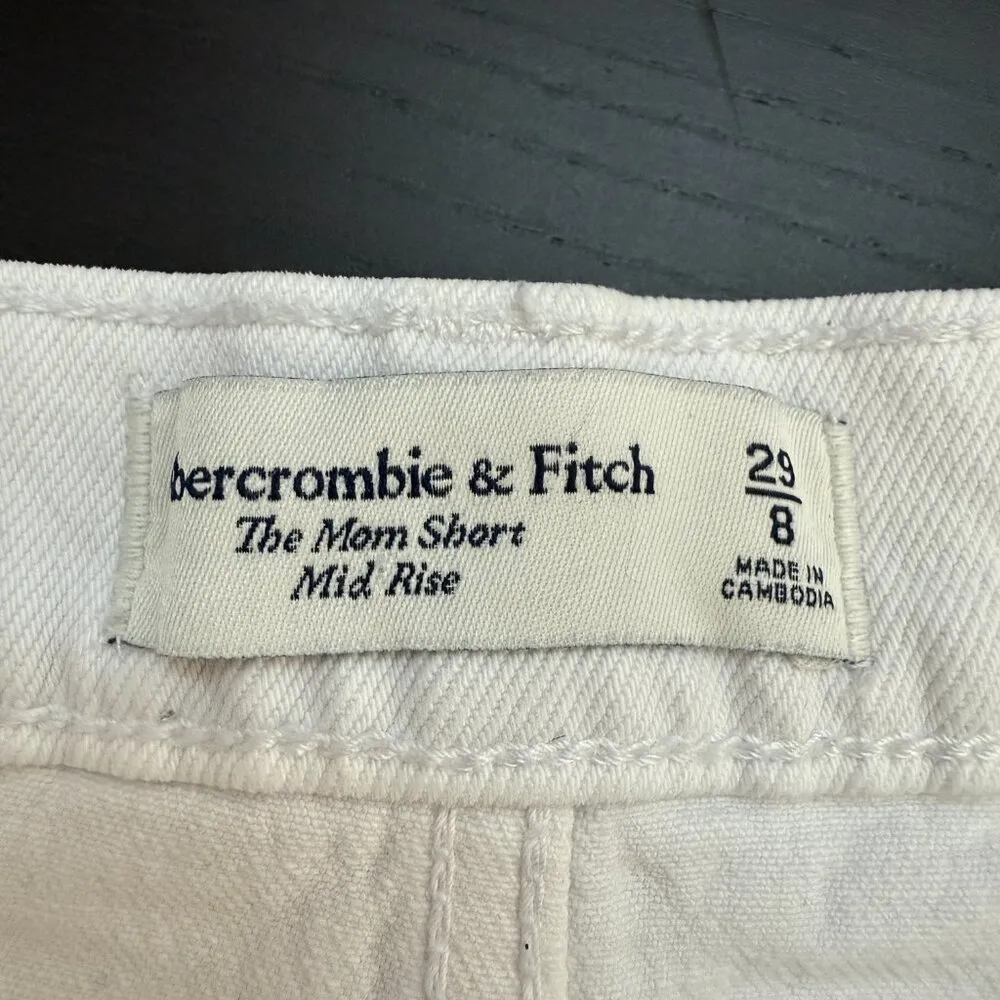 bercrombie & Fitch
The Mom Short
Mid Rise
29
8
MADE IN
CAMBODIA